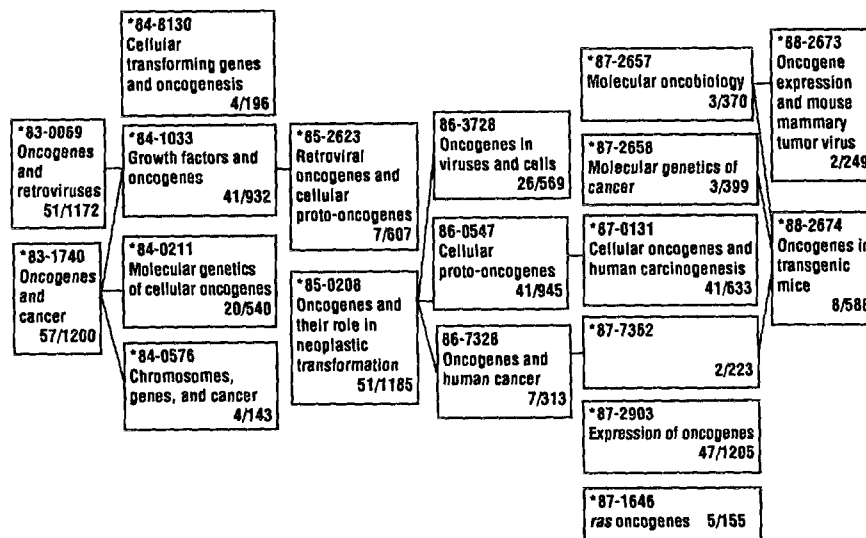 *83-0069
Oncogenes
and
retroviruses
51/1172
*83-1740
Oncogenes
and
cancer
57/1200
*84-8130
Cellular
transforming genes
and oncogenesis
4/196
*84-1033
Growth factors and
oncogenes
41/932
*84-0211
Molecular genetics
of cellular oncogenes
20/540
*84-0576
Chromosomes,
genes, and cancer
4/143
*85-2623
Retroviral
oncogenes and
cellular
proto-oncogenes
7/607
*85-0208
Oncogenes and
their role in
neoplastic
transformation
51/1185
86-3728
Oncogenes in
viruses and cells
26/569
86-0547
Cellular
proto-oncogenes
41/945
86-7328
Oncogenes and
human cancer
7/313
*87-2657
Molecular oncobiology
3/370
*87-2658
Molecular genetics of
cancer
3/399
*87-0131
Cellular oncogenes and
human carcinogenesis
41/633
*87-7362
2/223
*87-2903
Expression of oncogenes
47/1205
*87-1646
ras oncogenes 5/155
*88-2673
Oncogene
expression
and mouse
mammary
tumor virus
2/249
*88-2674
Oncogenes in
transgenic
mice
8/588